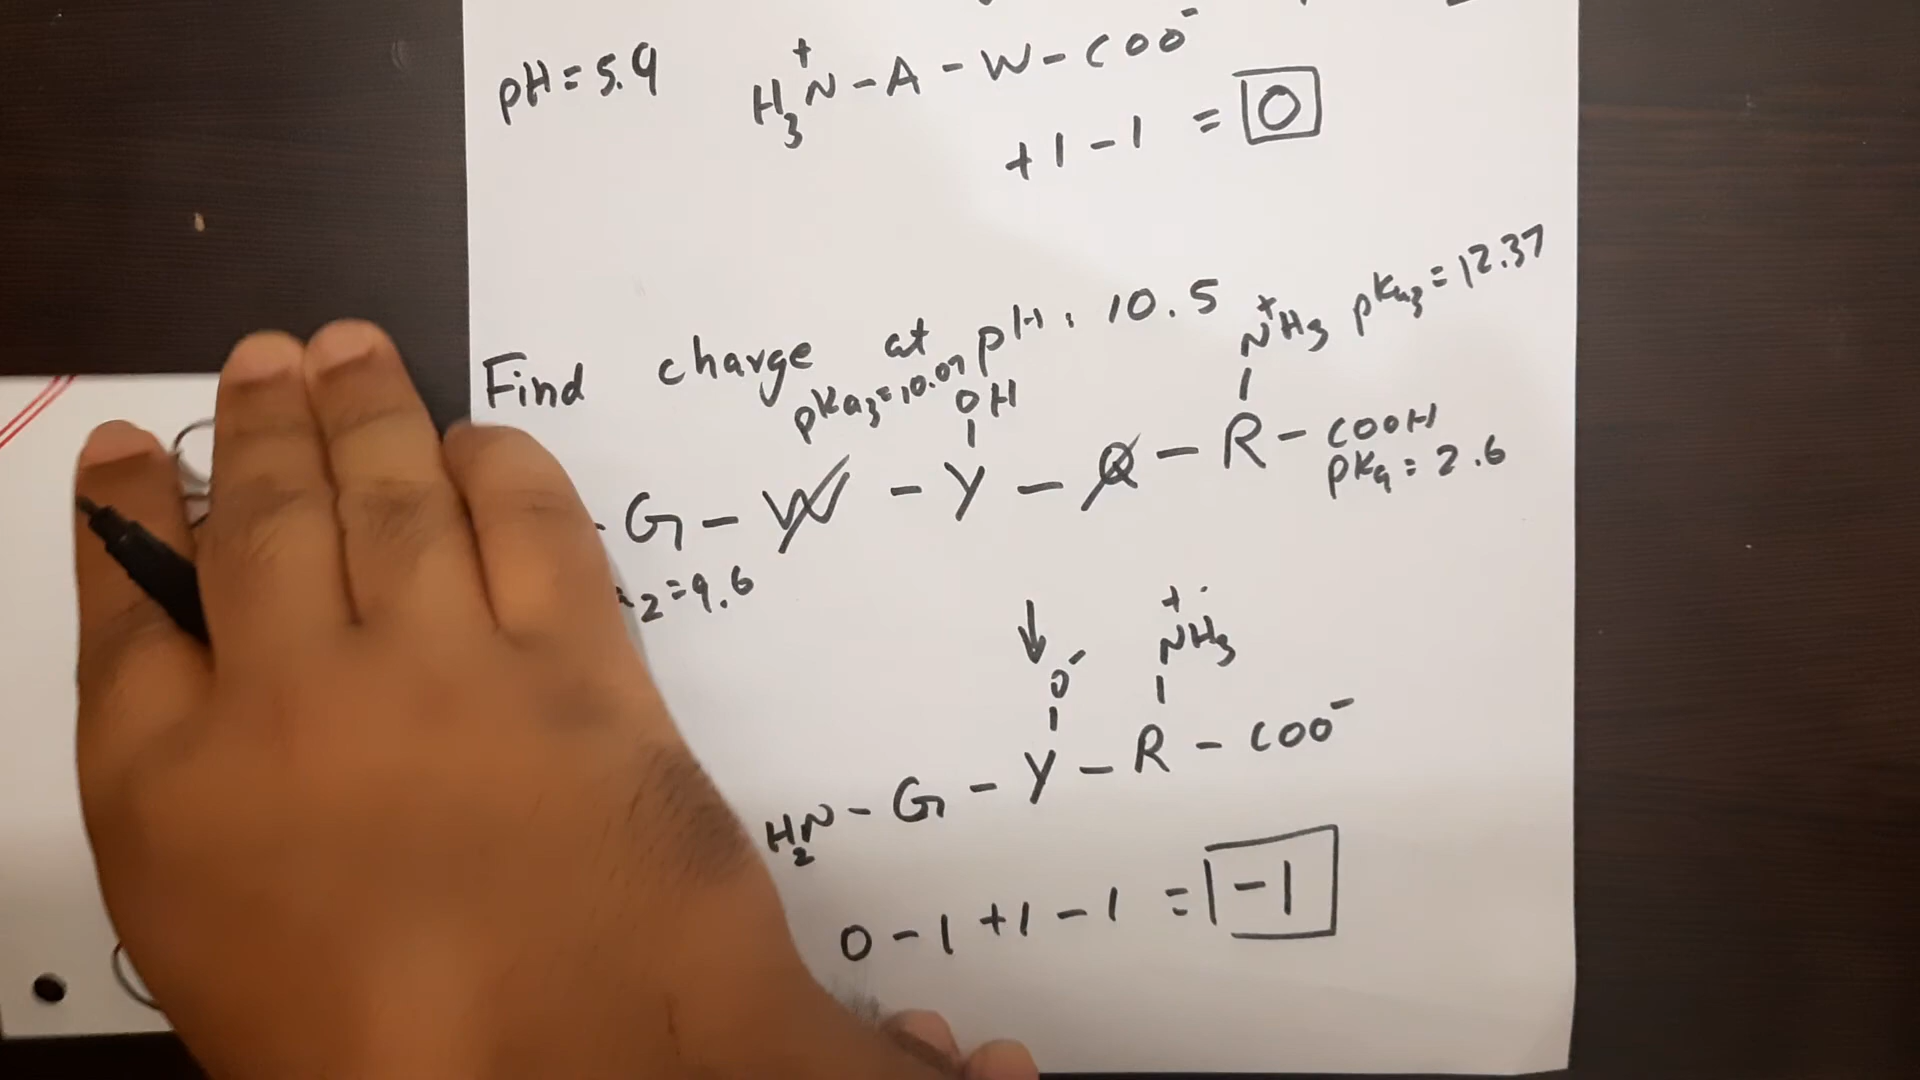 pH = 5.9
H3N+ - A - W - COO-
+1 - 1 = 0
Find charge at pH: 10.5
pKa3 = 10.07
OH
+NH3 pKa3 = 12.37
- G - W - Y - Q - R - COOH
pKa = 2.6
2 = 9.6
↓
O-
+NH3
H2N - G - Y - R - COO-
0 - 1 + 1 - 1 = -1